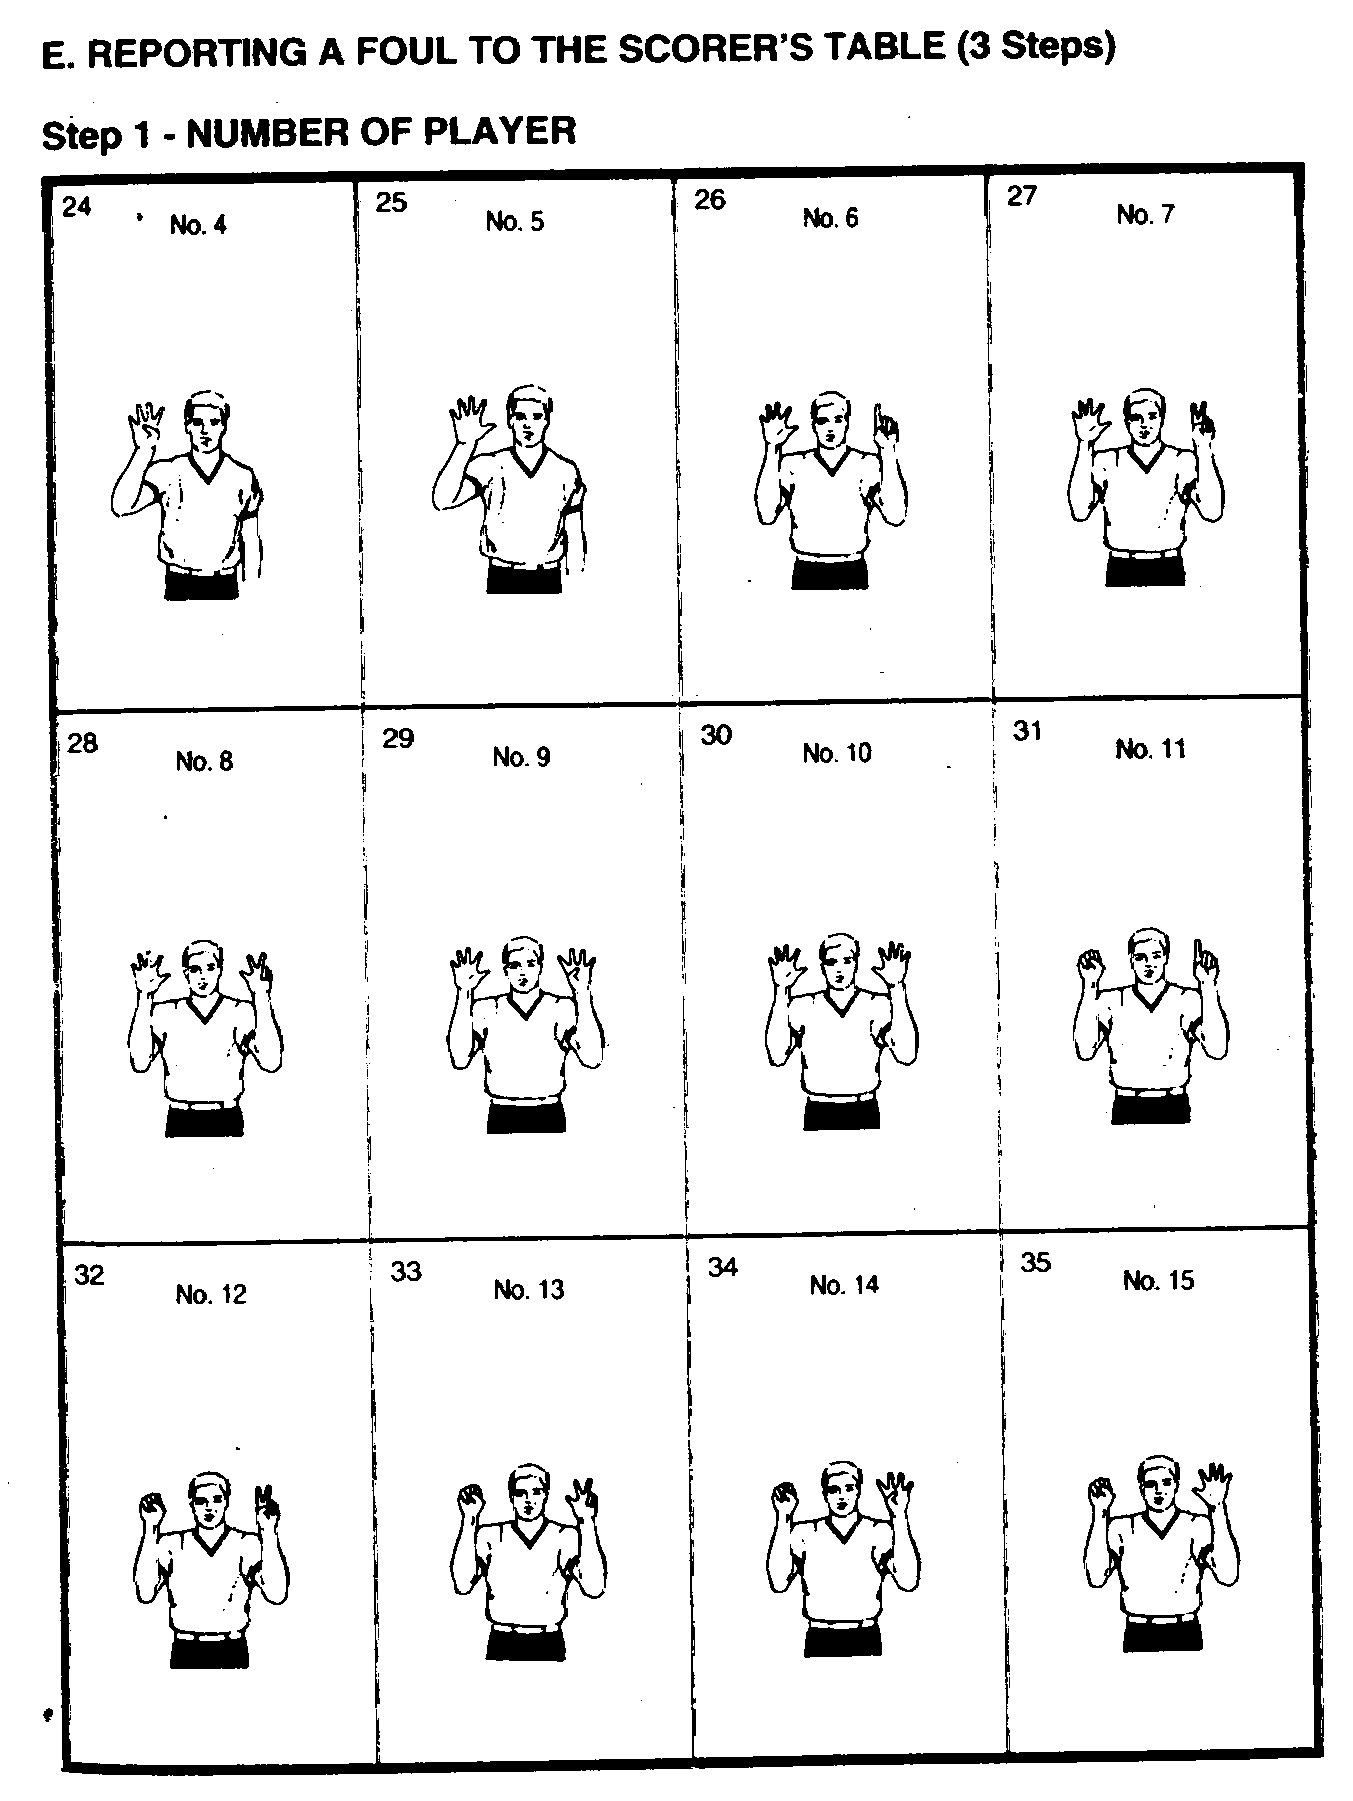 E. REPORTING A FOUL TO THE SCORER'S TABLE (3 Steps)
Step 1 - NUMBER OF PLAYER
24
No. 4
25
No. 5
26
No. 6
27
No. 7
28
No. 8
29
No. 9
30
No. 10
31
No. 11
32
No. 12
33
No. 13
34
No. 14
35
No. 15